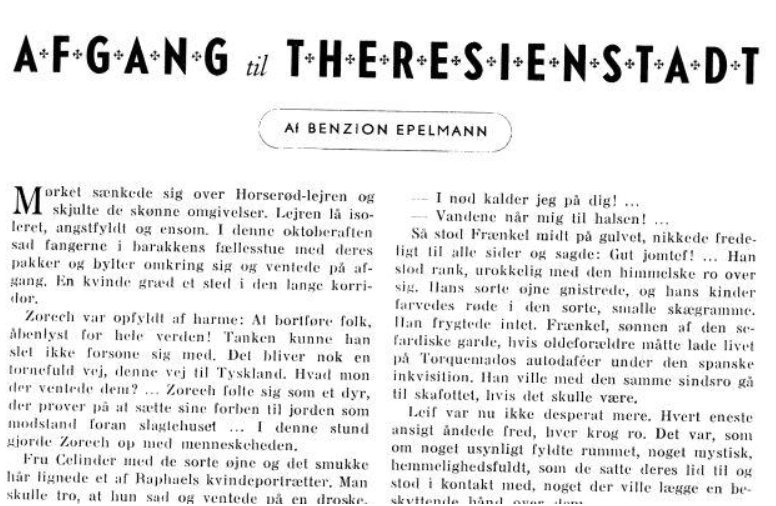 A·F·G·A·N·G til T·H·E·R·E·S·I·E·N·S·T·A·D·T
Af BENZION EPELMANN
Mørket sænkede sig over Horserød-lejren og
skjulte de skønne omgivelser. Lejren lå iso-
leret, angstfyldt og ensom. I denne oktoberaften
sad fangerne i barakkens fællesstue med deres
pakker og bylter omkring sig og ventede på af-
gang. En kvinde græd et sted i den lange korri-
dor.
Zorech var opfyldt af harme: At bortføre folk,
åbenlyst for hele verden! Tanken kunne han
slet ikke forsone sig med. Det bliver nok en
tornefuld vej, denne vej til Tyskland. Hvad mon
der ventede dem? ... Zorech følte sig som et dyr,
der prøver på at sætte sine forben til jorden som
modstand foran slagtehuset ... I denne stund
gjorde Zorech op med menneskeheden.
Fru Celinder med de sorte øjne og det smukke
hår lignede et af Raphaels kvindeportrætter. Man
skulle tro, at hun sad og ventede på en droske,
— I nød kalder jeg på dig! ...
— Vandene når mig til halsen! ...
Så stod Frænkel midt på gulvet, nikkede frede-
ligt til alle sider og sagde: Gut jomtef! ... Han
stod rank, urokkelig med den himmelske ro over
sig. Hans sorte øjne gnistrede, og hans kinder
farvedes røde i den sorte, smalle skægramme.
Han frygtede intet. Frænkel, sønnen af den se-
fardiske garde, hvis oldeforældre måtte lade livet
på Torquemados autodaféer under den spanske
inkvisition. Han ville med den samme sindsro gå
til skafottet, hvis det skulle være.
Leif var nu ikke desperat mere. Hvert eneste
ansigt åndede fred, hver krog ro. Det var, som
om noget usynligt fyldte rummet, noget mystisk,
hemmelighedsfuldt, som de satte deres lid til og
stod i kontakt med, noget der ville lægge en be-
skyttende hånd over dem.